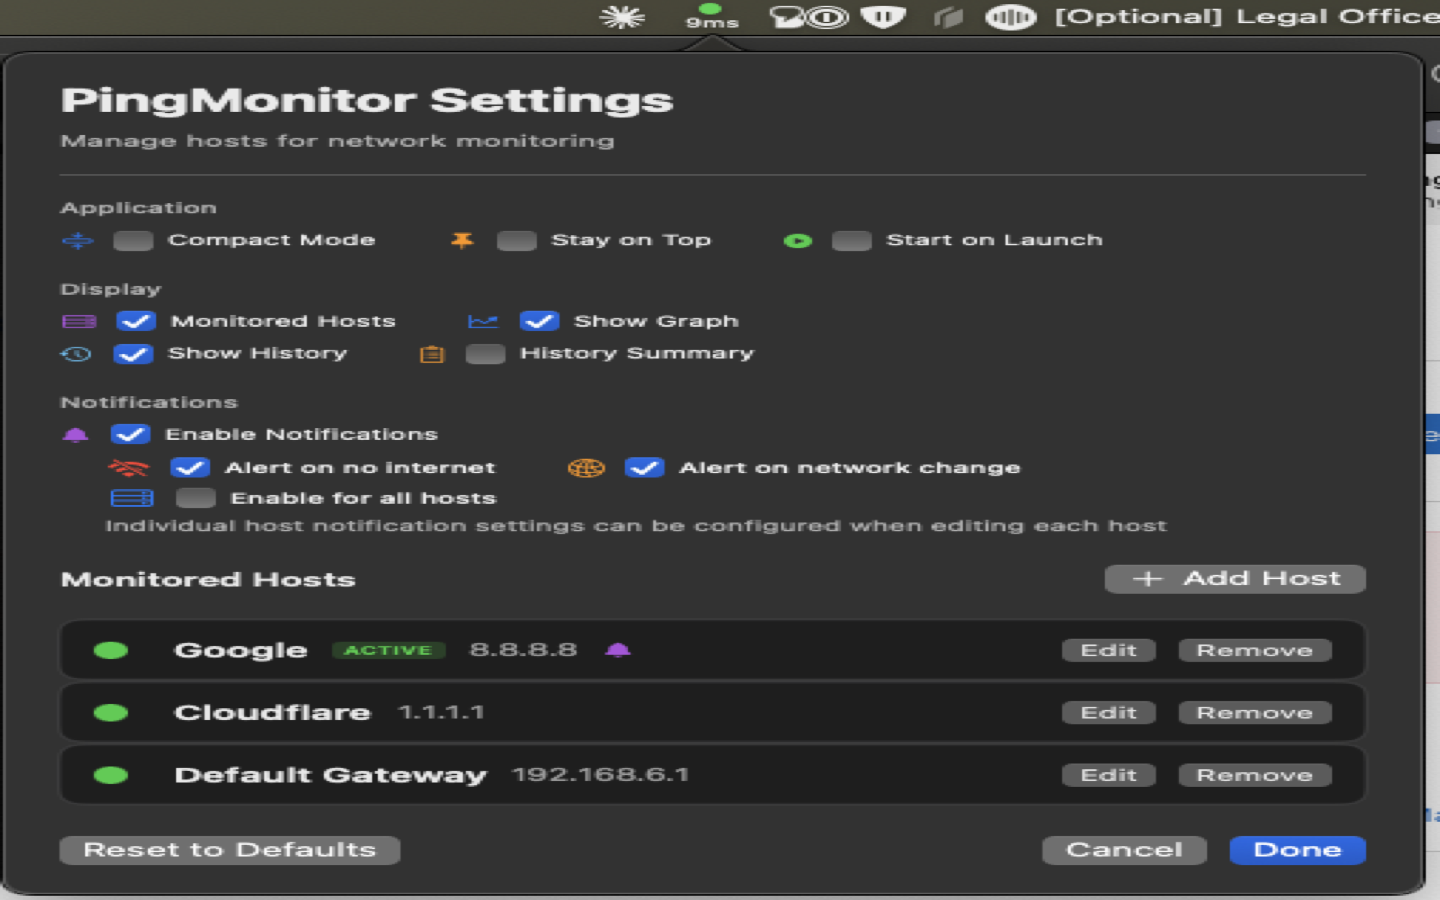 9ms [Optional] Legal Office
PingMonitor Settings
Manage hosts for network monitoring
Application
Compact Mode Stay on Top Start on Launch
Display
Monitored Hosts Show Graph
Show History History Summary
Notifications
Enable Notifications
Alert on no internet Alert on network change
Enable for all hosts
Individual host notification settings can be configured when editing each host
Monitored Hosts + Add Host
Google ACTIVE 8.8.8.8 Edit Remove
Cloudflare 1.1.1.1 Edit Remove
Default Gateway 192.168.6.1 Edit Remove
Reset to Defaults Cancel Done